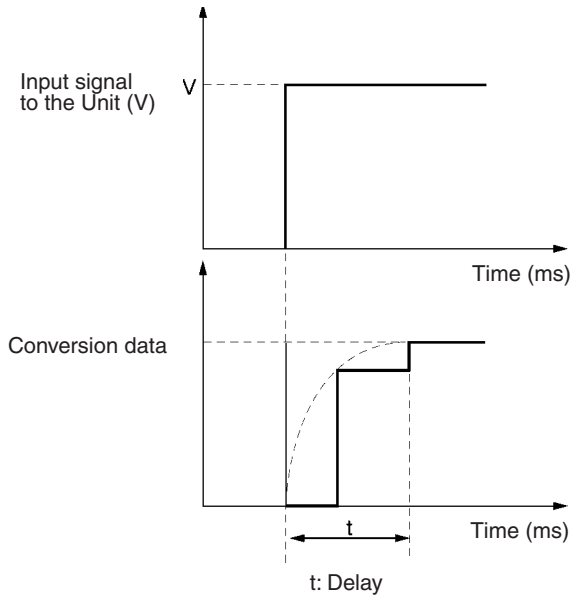 Input signal
to the Unit (V)
V
Time (ms)
Conversion data
t
Time (ms)
t: Delay